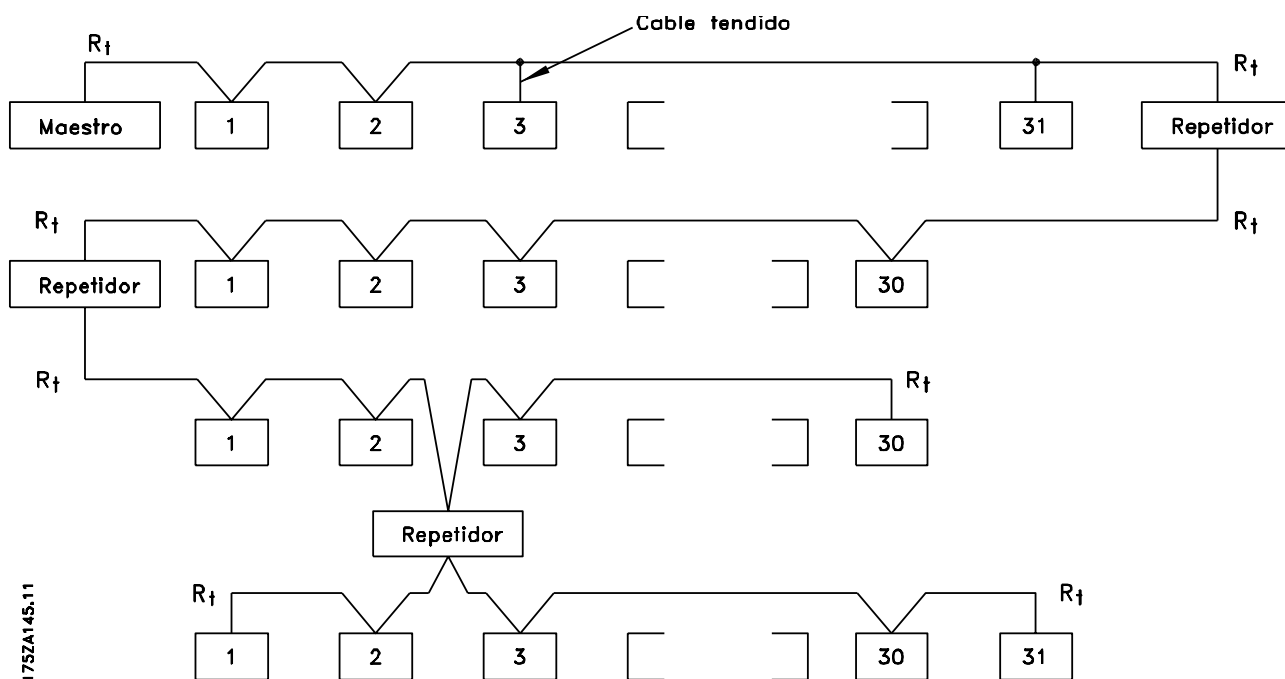 Cable tendido
Rt Rt
Maestro 1 2 3 31 Repetidor
Rt Rt
Repetidor 1 2 3 30
Rt Rt
1 2 3 30
Repetidor
Rt Rt
1 2 3 30 31
175ZA145.11